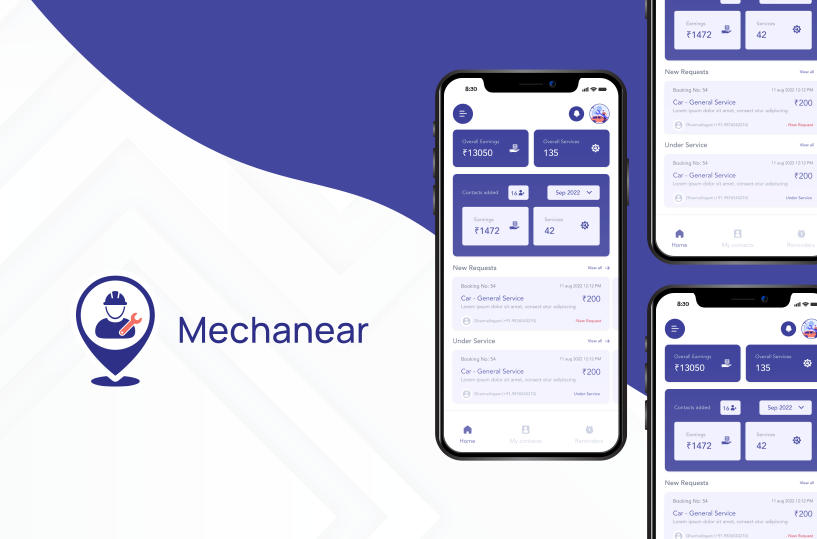 Mechanear
8:30
Overall Earnings
₹13050
Overall Services
135
Contacts added
16
Sep 2022
Earnings
₹1472
Services
42
New Requests
View all
Booking No: 54
11 aug 2022 12:12 PM
Car - General Service
₹200
Lorem ipsum dolor sit amet, consect etur adipiscing
New Request
Under Service
View all
Booking No: 54
11 aug 2022 12:12 PM
Car - General Service
₹200
Lorem ipsum dolor sit amet, consect etur adipiscing
Under Service
Home
My contacts
Reminders
Earnings
₹1472
Services
42
New Requests
View all
Booking No: 54
11 aug 2022 12:12 PM
Car - General Service
₹200
Lorem ipsum dolor sit amet, consect etur adipiscing
New Request
Under Service
View all
Booking No: 54
11 aug 2022 12:12 PM
Car - General Service
₹200
Lorem ipsum dolor sit amet, consect etur adipiscing
Under Service
Home
My contacts
Reminders
8:30
Overall Earnings
₹13050
Overall Services
135
Contacts added
16
Sep 2022
Earnings
₹1472
Services
42
New Requests
View all
Booking No: 54
11 aug 2022 12:12 PM
Car - General Service
₹200
Lorem ipsum dolor sit amet, consect etur adipiscing
New Request